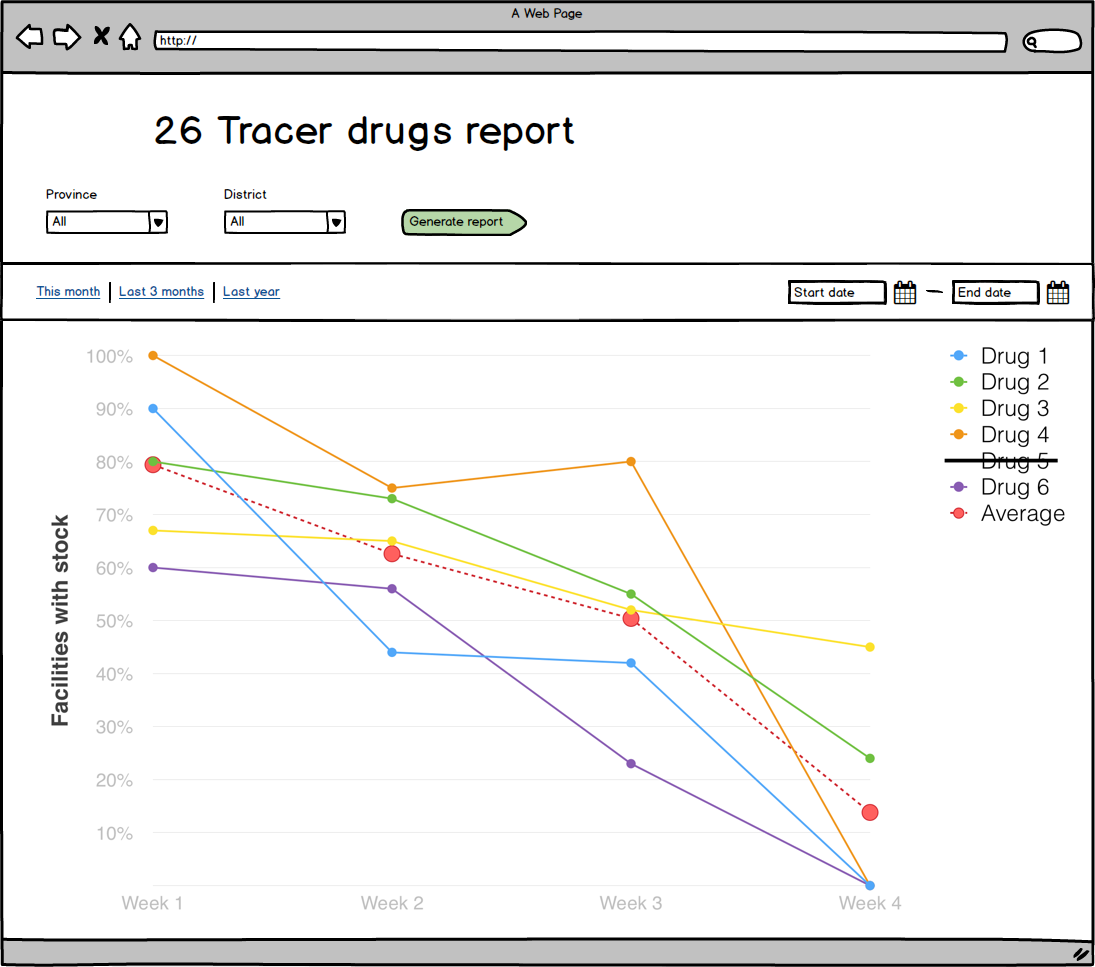 A Web Page
http://
26 Tracer drugs report
Province
District
All
All
Generate report
This month | Last 3 months | Last year
Start date
End date
100%
90%
80%
70%
60%
50%
40%
30%
20%
10%
Facilities with stock
Week 1
Week 2
Week 3
Week 4
Drug 1
Drug 2
Drug 3
Drug 4
Drug 5
Drug 6
Average